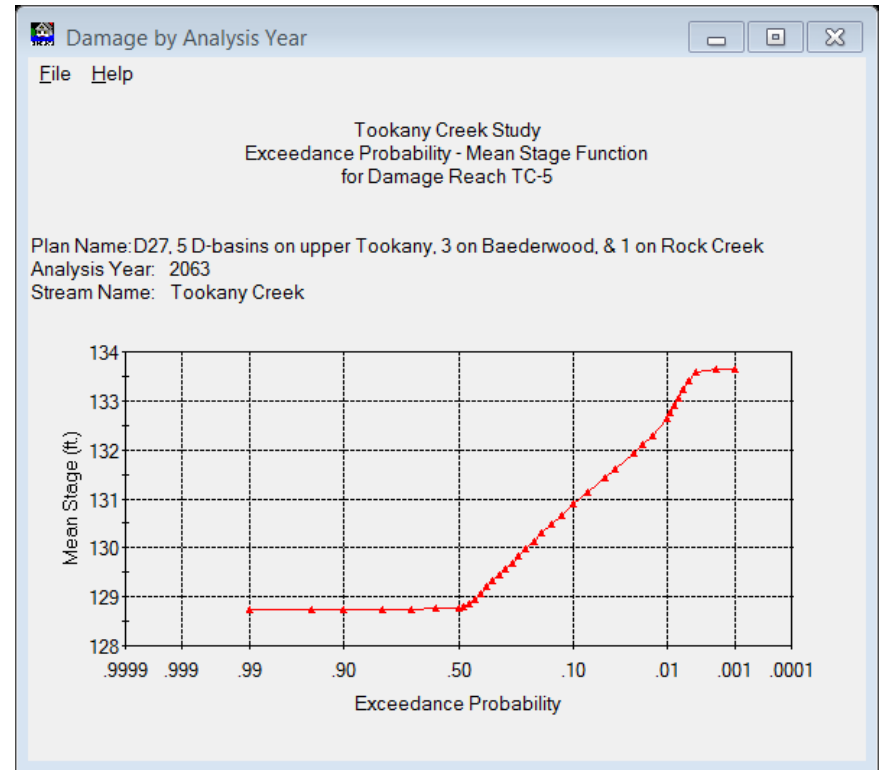 Damage by Analysis Year
File Help
Tookany Creek Study
Exceedance Probability - Mean Stage Function
for Damage Reach TC-5
Plan Name:D27, 5 D-basins on upper Tookany, 3 on Baederwood, & 1 on Rock Creek
Analysis Year: 2063
Stream Name: Tookany Creek
134
133
132
131
130
129
128
Mean Stage (ft.)
.9999 .999 .99 .90 .50 .10 .01 .001 .0001
Exceedance Probability